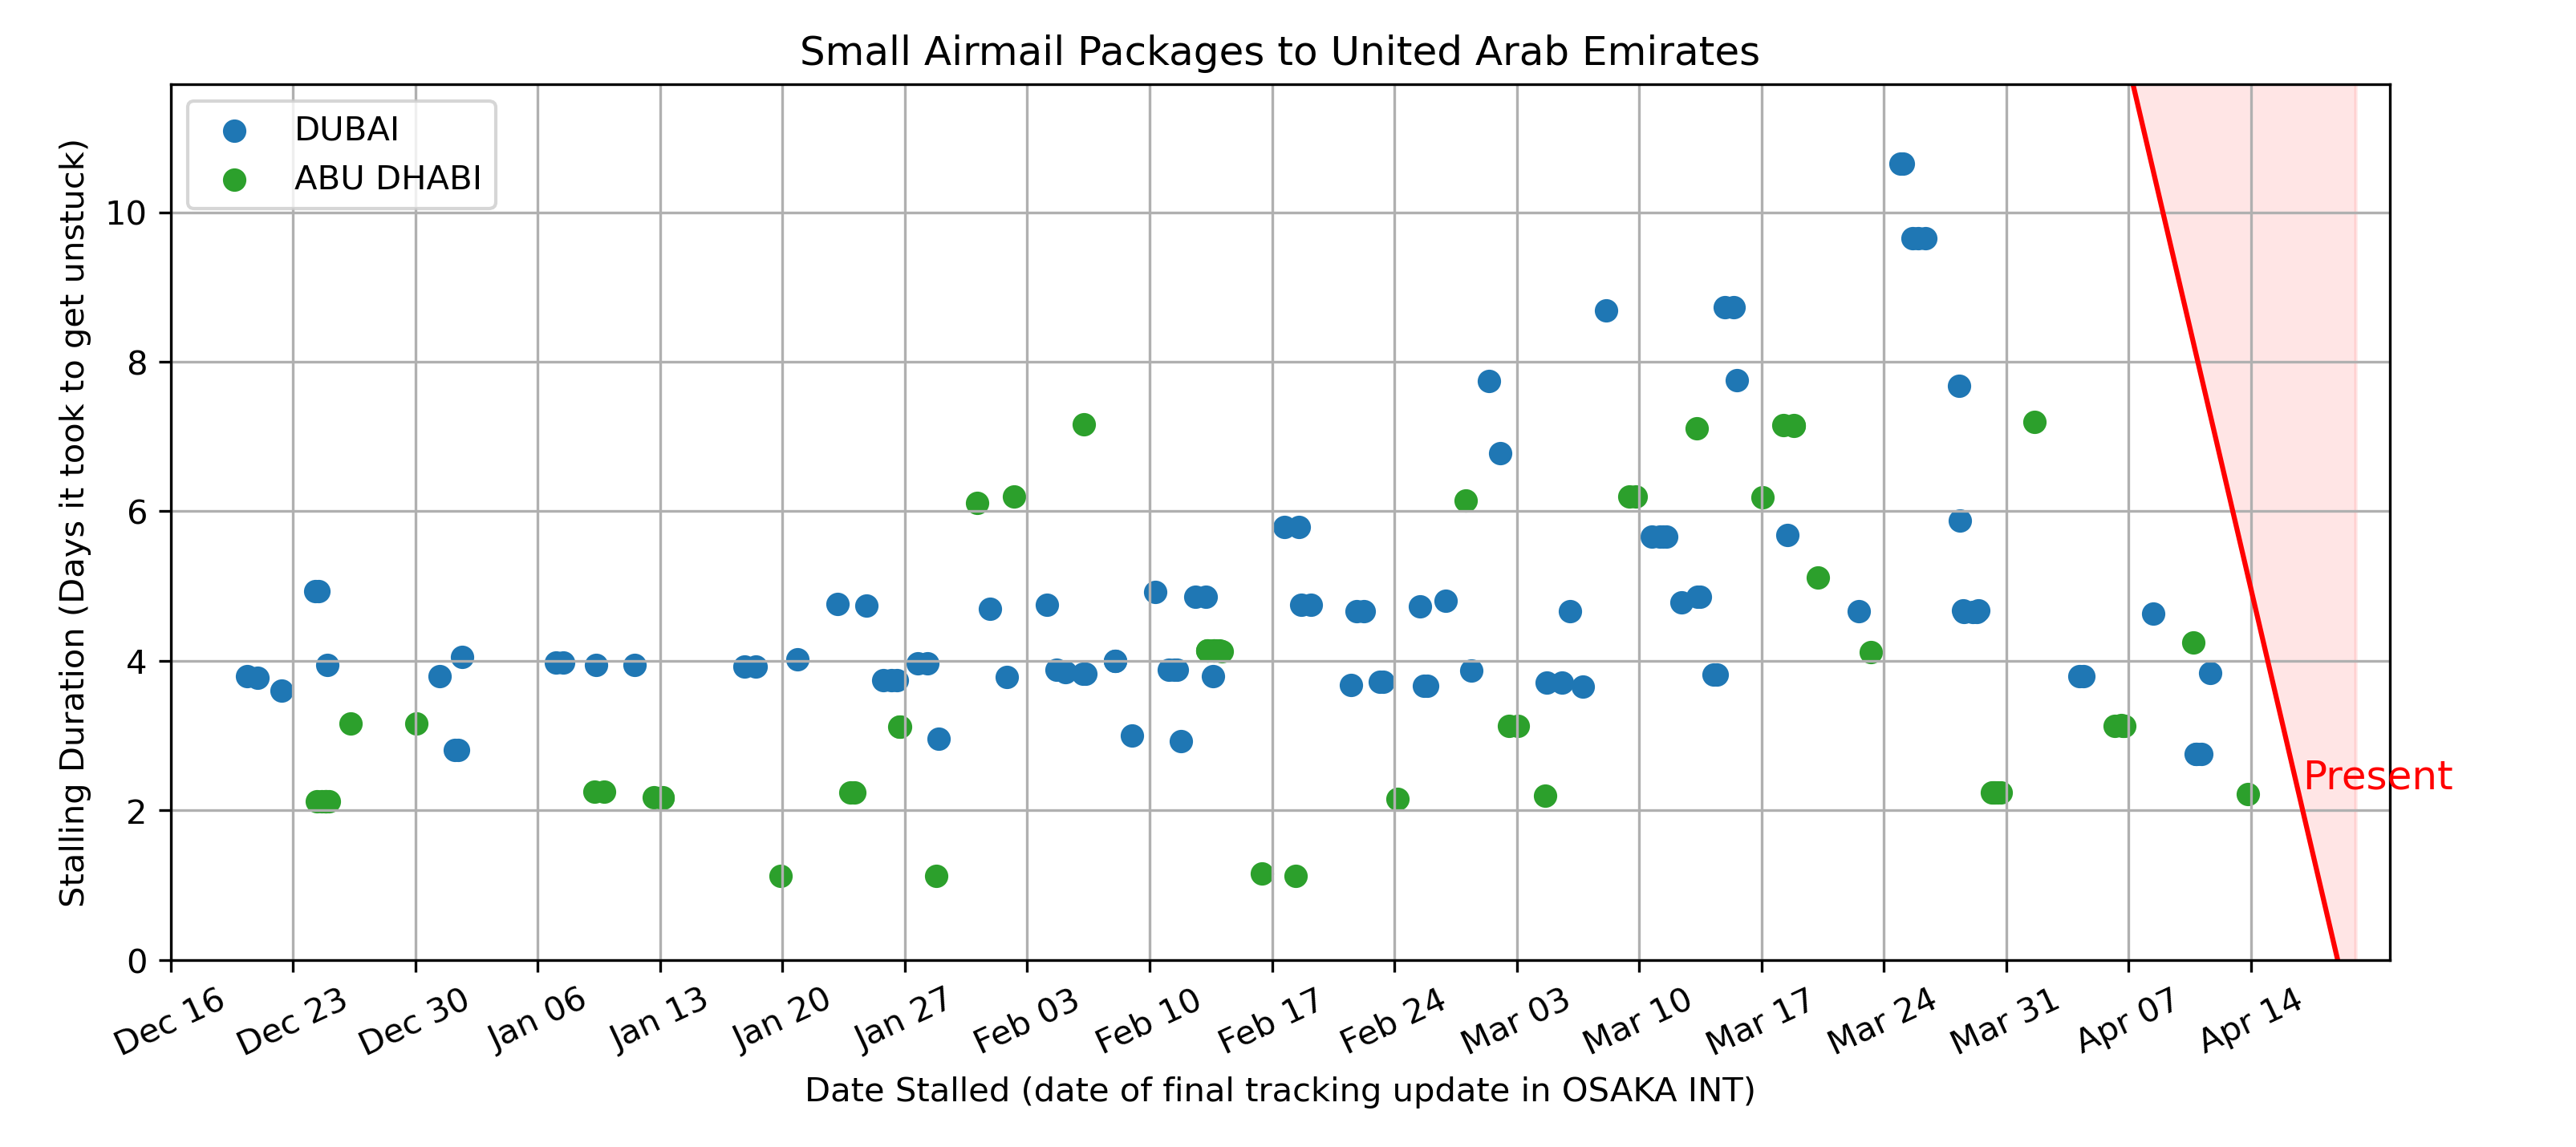 Small Airmail Packages to United Arab Emirates
DUBAI
ABU DHABI
Stalling Duration (Days it took to get unstuck)
10
8
6
4
2
0
Present
Dec 16
Dec 23
Dec 30
Jan 06
Jan 13
Jan 20
Jan 27
Feb 03
Feb 10
Feb 17
Feb 24
Mar 03
Mar 10
Mar 17
Mar 24
Mar 31
Apr 07
Apr 14
Date Stalled (date of final tracking update in OSAKA INT)